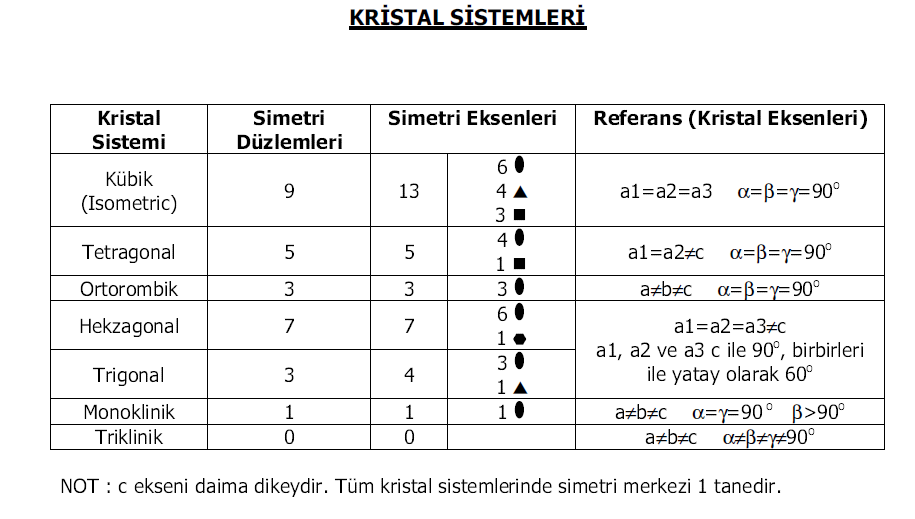 KRİSTAL SİSTEMLERİ
Kristal Sistemi | Simetri Düzlemleri | Simetri Eksenleri | Referans (Kristal Eksenleri)
Kübik (Isometric) | 9 | 13 | 6 ⬮ 4 ▲ 3 ■ | a1=a2=a3 α=β=γ=90°
Tetragonal | 5 | 5 | 4 ⬮ 1 ■ | a1=a2≠c α=β=γ=90°
Ortorombik | 3 | 3 | 3 ⬮ | a≠b≠c α=β=γ=90°
Hekzagonal | 7 | 7 | 6 ⬮ 1 ⬣ | a1=a2=a3≠c
a1, a2 ve a3 c ile 90°, birbirleri
ile yatay olarak 60°
Trigonal | 3 | 4 | 3 ⬮ 1 ▲
Monoklinik | 1 | 1 | 1 ⬮ | a≠b≠c α=γ=90° β>90°
Triklinik | 0 | 0 | | a≠b≠c α≠β≠γ≠90°
NOT : c ekseni daima dikeydir. Tüm kristal sistemlerinde simetri merkezi 1 tanedir.